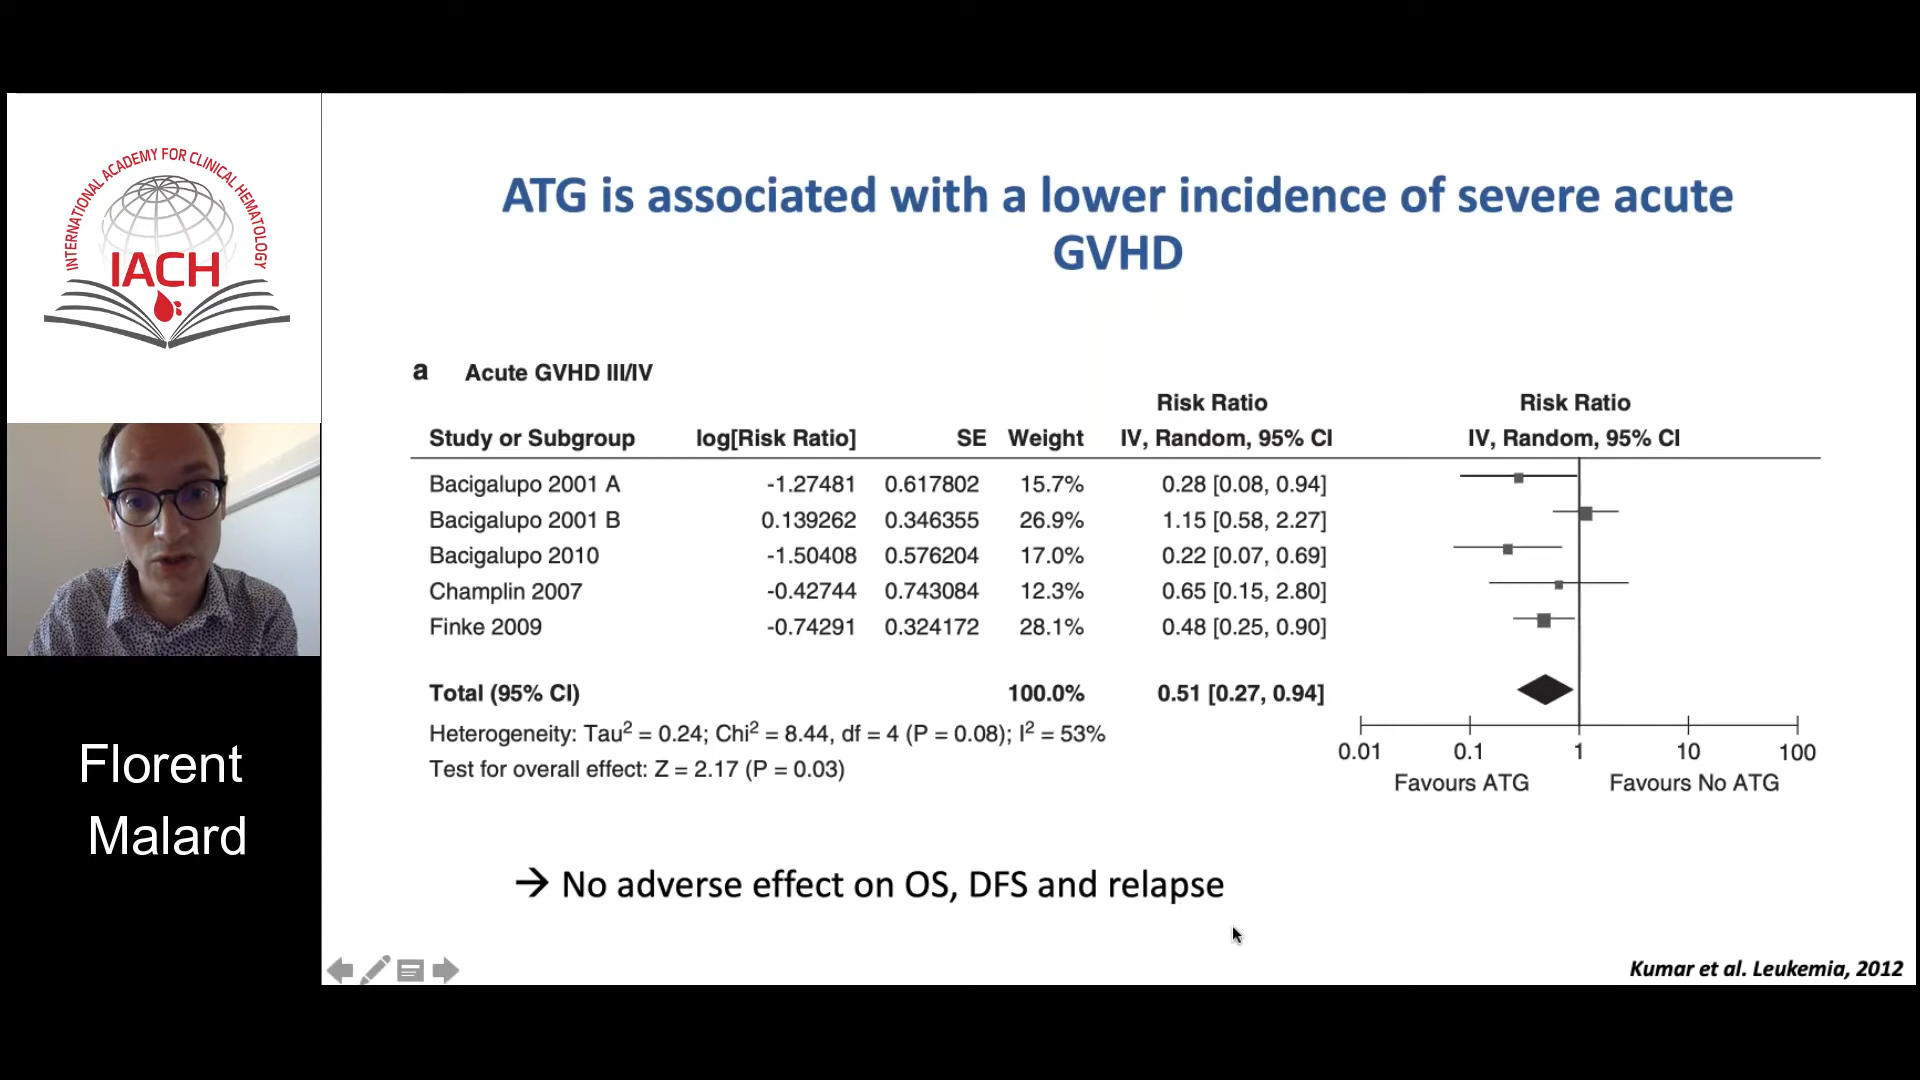 INTERNATIONAL ACADEMY FOR CLINICAL HEMATOLOGY
IACH
Florent
Malard
ATG is associated with a lower incidence of severe acute
GVHD
a Acute GVHD III/IV
Risk Ratio Risk Ratio
Study or Subgroup log[Risk Ratio] SE Weight IV, Random, 95% CI IV, Random, 95% CI
Bacigalupo 2001 A -1.27481 0.617802 15.7% 0.28 [0.08, 0.94]
Bacigalupo 2001 B 0.139262 0.346355 26.9% 1.15 [0.58, 2.27]
Bacigalupo 2010 -1.50408 0.576204 17.0% 0.22 [0.07, 0.69]
Champlin 2007 -0.42744 0.743084 12.3% 0.65 [0.15, 2.80]
Finke 2009 -0.74291 0.324172 28.1% 0.48 [0.25, 0.90]
Total (95% CI) 100.0% 0.51 [0.27, 0.94]
Heterogeneity: Tau² = 0.24; Chi² = 8.44, df = 4 (P = 0.08); I² = 53%
Test for overall effect: Z = 2.17 (P = 0.03)
0.01 0.1 1 10 100
Favours ATG Favours No ATG
→ No adverse effect on OS, DFS and relapse
Kumar et al. Leukemia, 2012